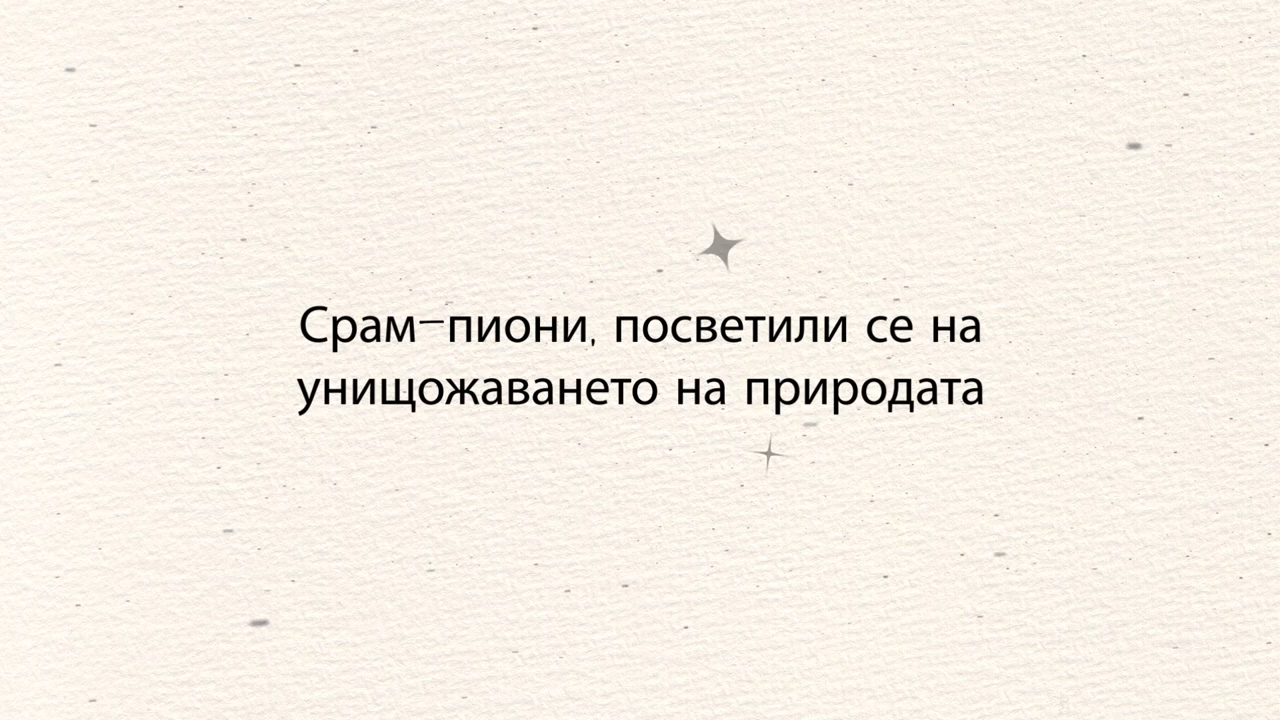 Срам–пиони, посветили се на
унищожаването на природата